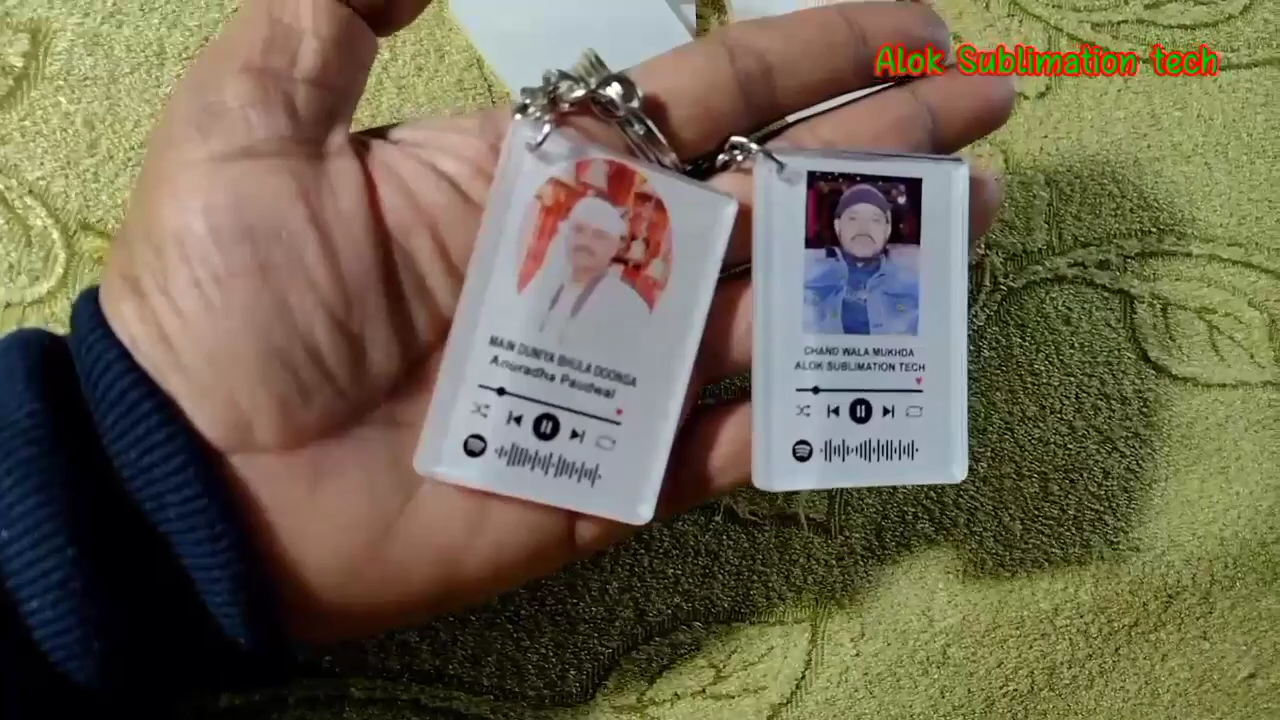 Alok Sublimation tech
MAIN DUNIYA BHULA DOONGA
Anuradha Paudwal
CHAND WALA MUKHDA
ALOK SUBLIMATION TECH